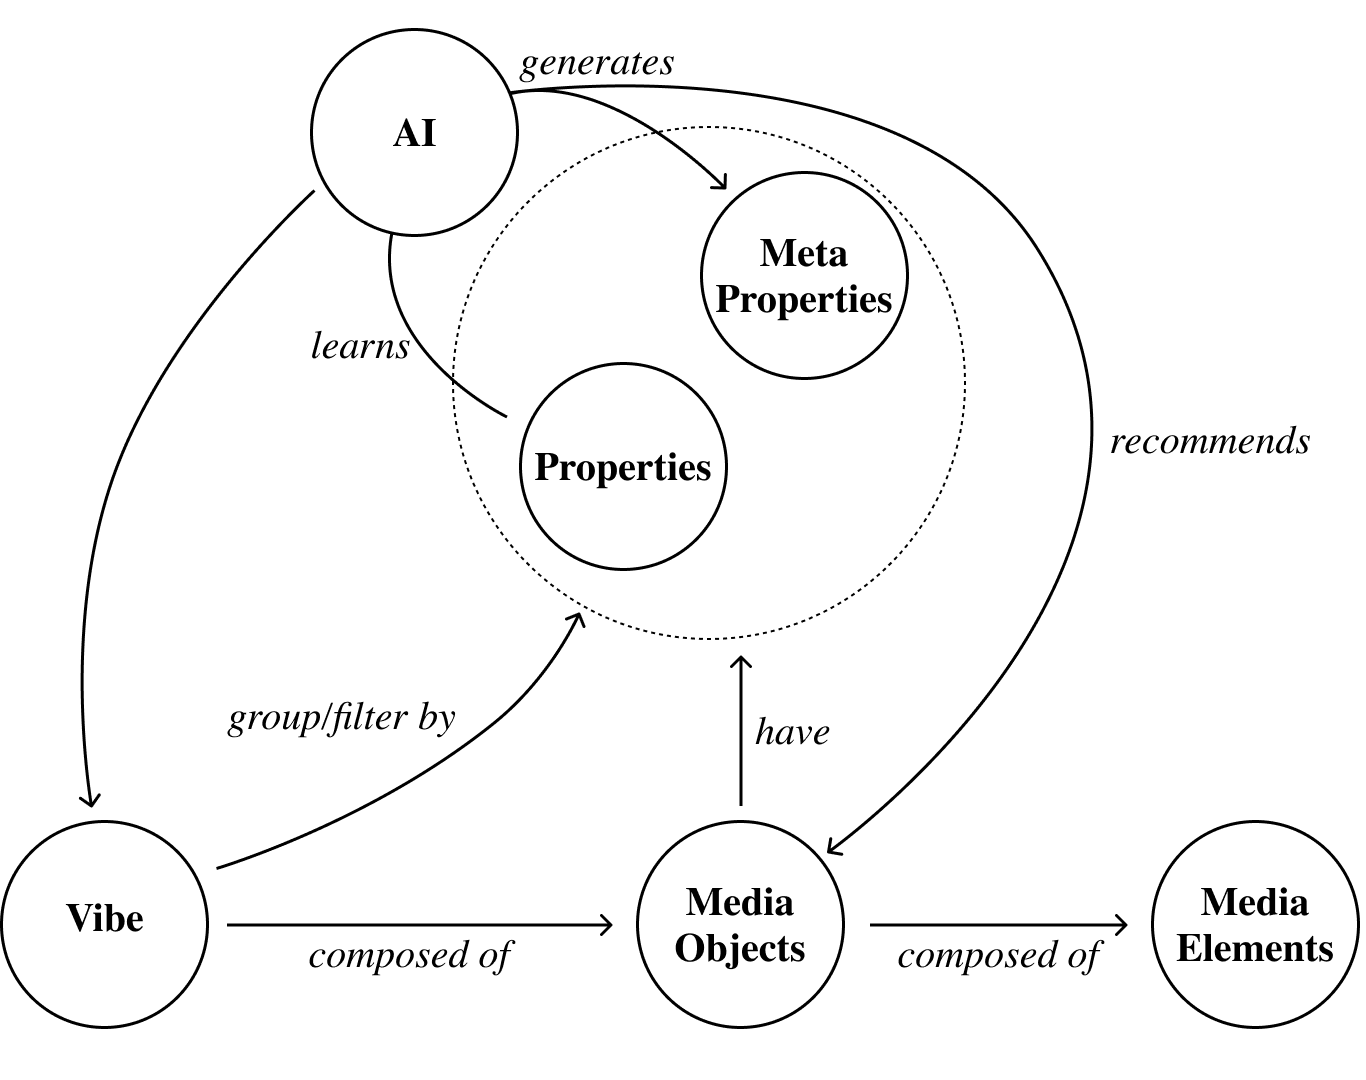 generates
AI
Meta
Properties
learns
recommends
Properties
group/filter by
have
Vibe
composed of
Media
Objects
composed of
Media
Elements